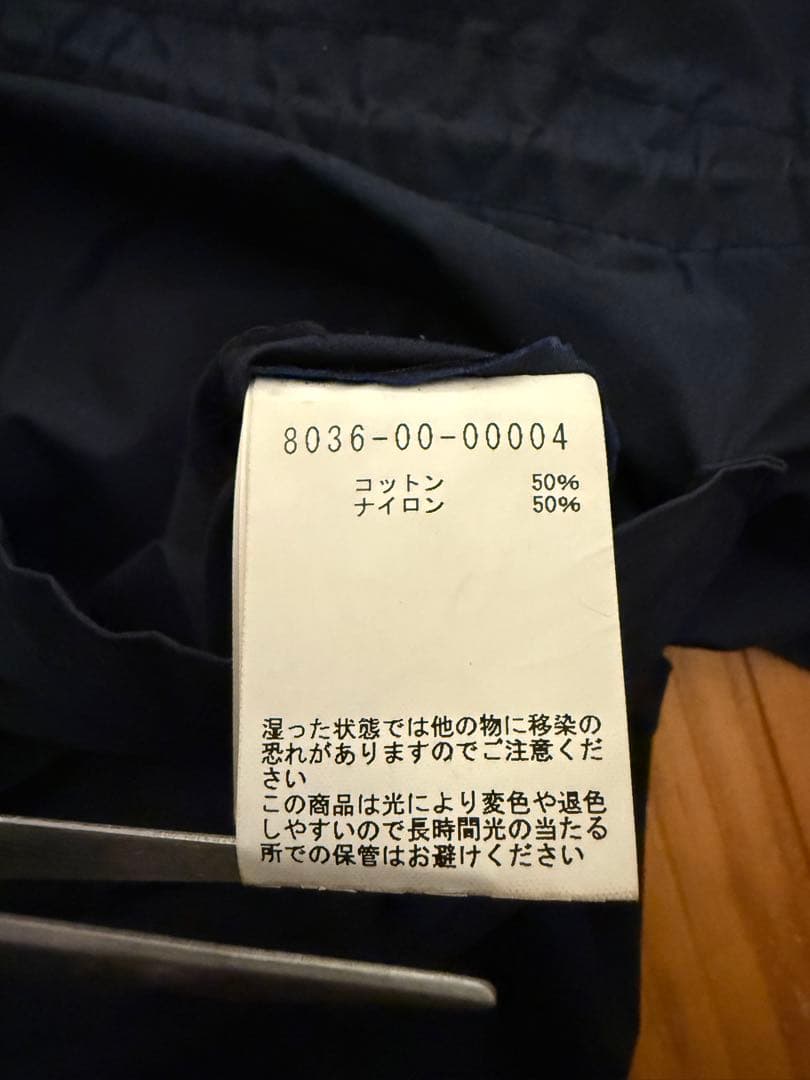 8036-00-00004
コットン 50%
ナイロン 50%
湿った状態では他の物に移染の
恐れがありますのでご注意くだ
さい
この商品は光により変色や退色
しやすいので長時間光の当たる
所での保管はお避けください